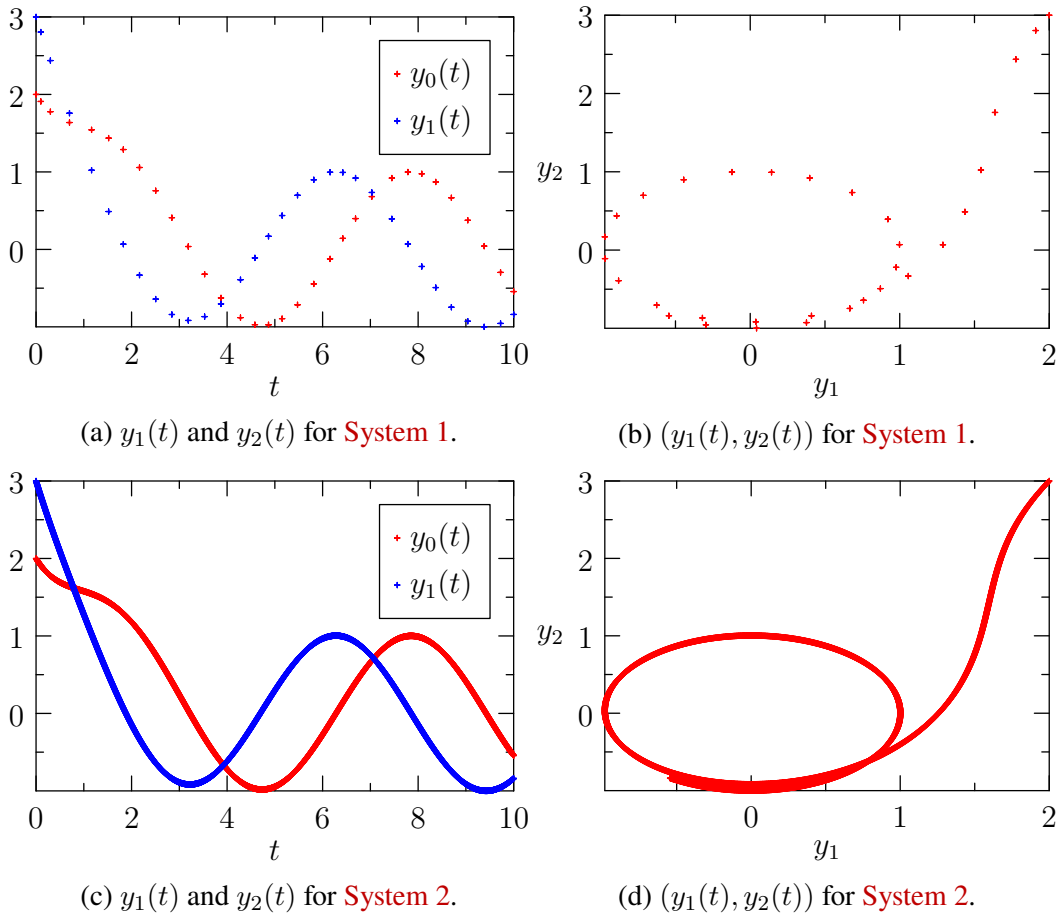 3
2
1
0
y₀(t)
y₁(t)
0 2 4 6 8 10
t
(a) y₁(t) and y₂(t) for System 1.
3
2
y₂
1
0
0 1 2
y₁
(b) (y₁(t), y₂(t)) for System 1.
3
2
1
0
y₀(t)
y₁(t)
0 2 4 6 8 10
t
(c) y₁(t) and y₂(t) for System 2.
3
2
y₂
1
0
0 1 2
y₁
(d) (y₁(t), y₂(t)) for System 2.